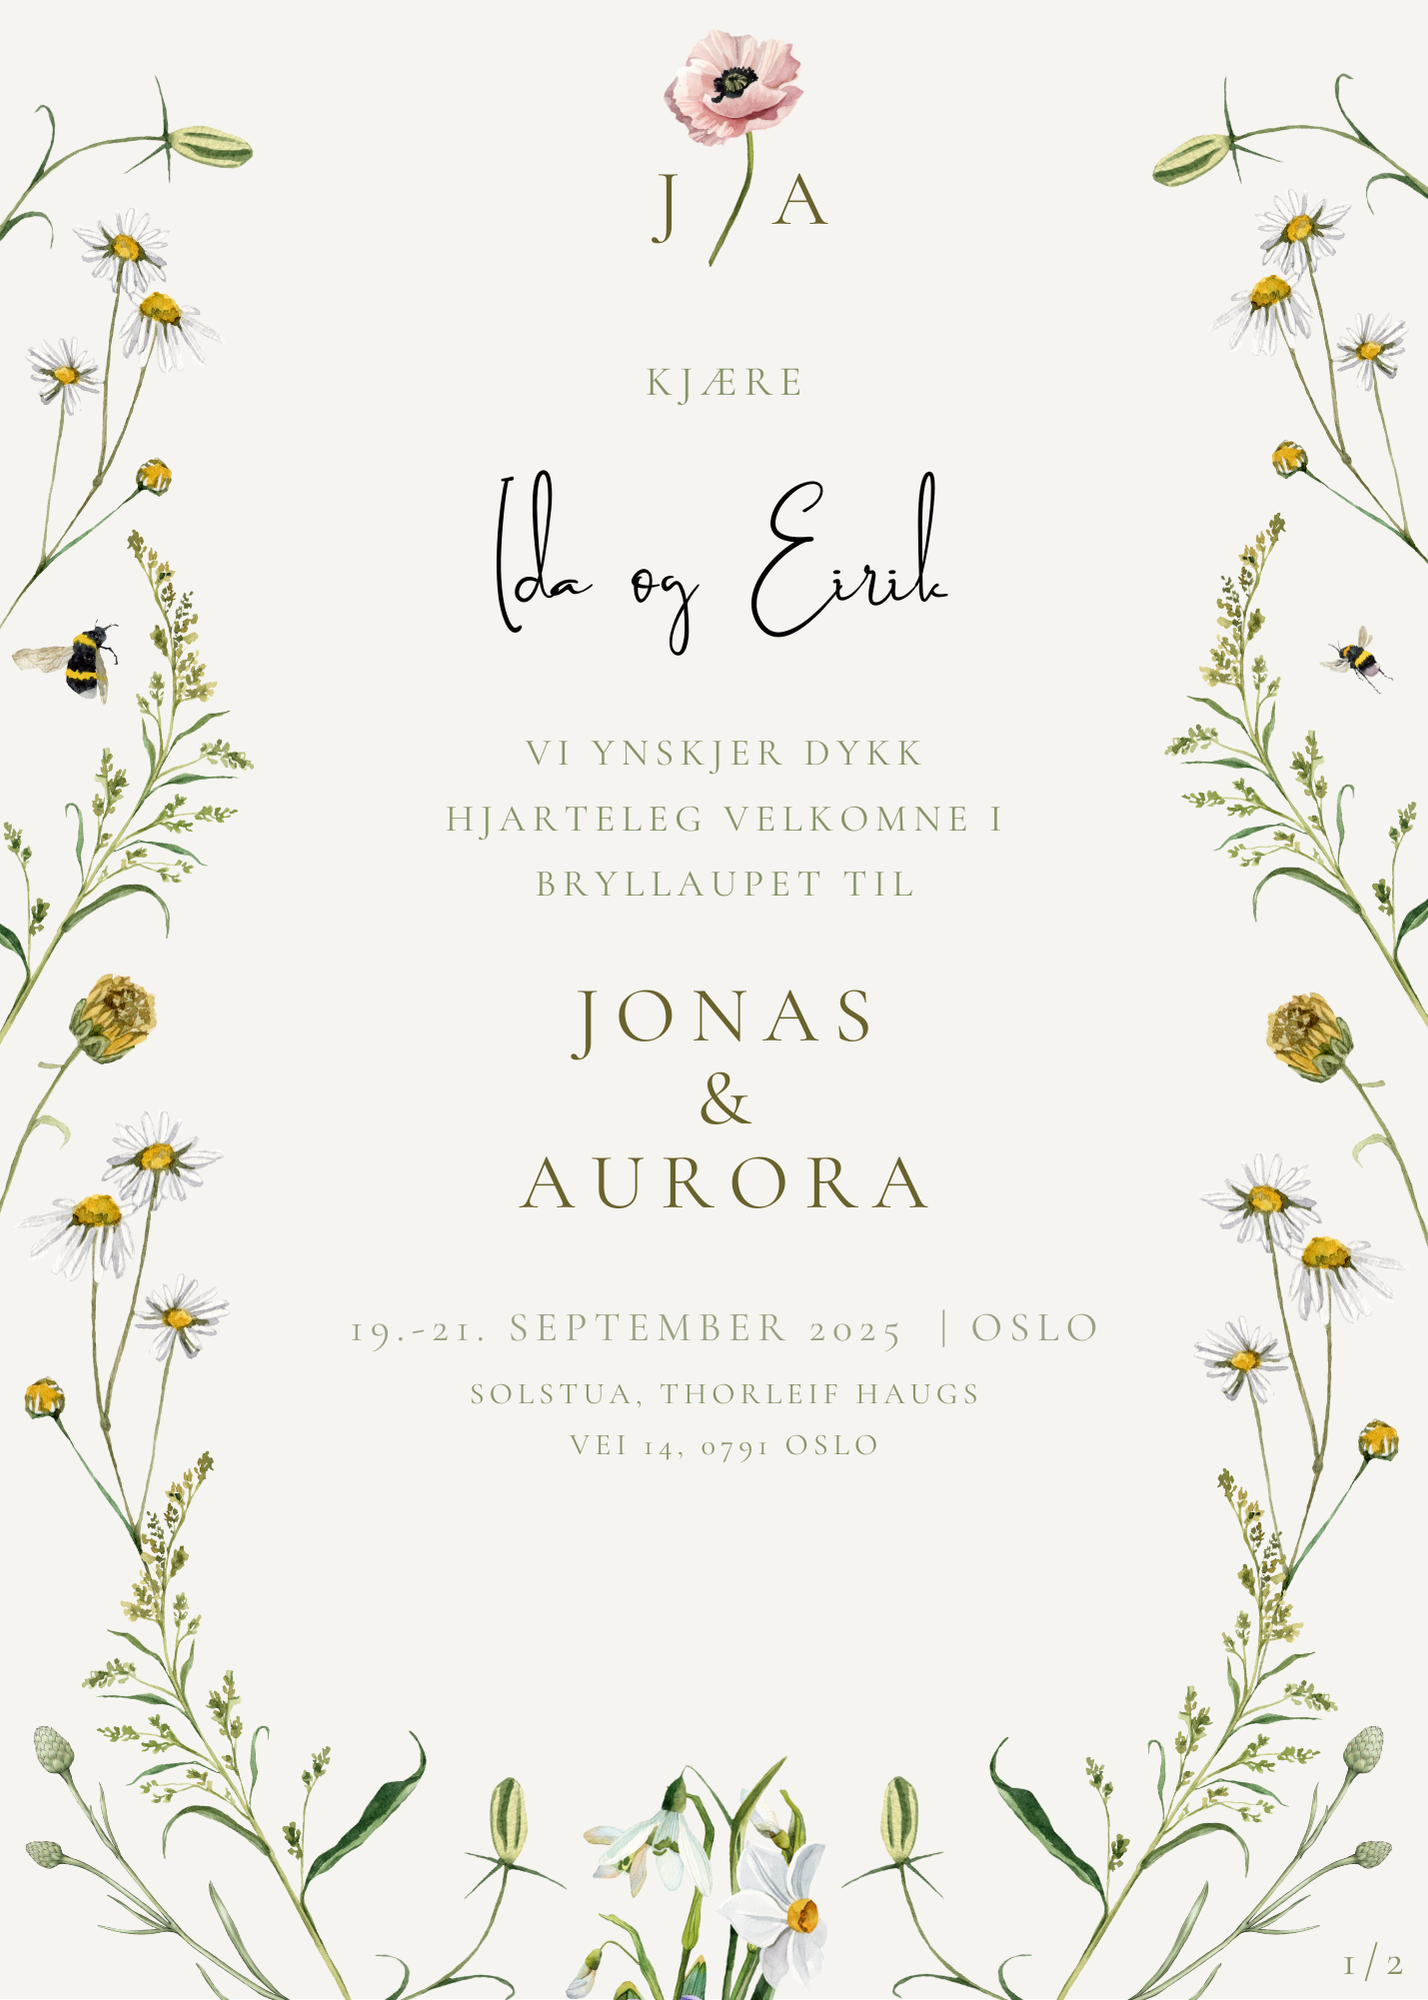 J A
KJÆRE
Ida og Eirik
VI YNSKJER DYKK
HJARTELEG VELKOMNE I
BRYLLAUPET TIL
JONAS
&
AURORA
19.-21. SEPTEMBER 2025 | OSLO
SOLSTUA, THORLEIF HAUGS
VEI 14, 0791 OSLO
1/2